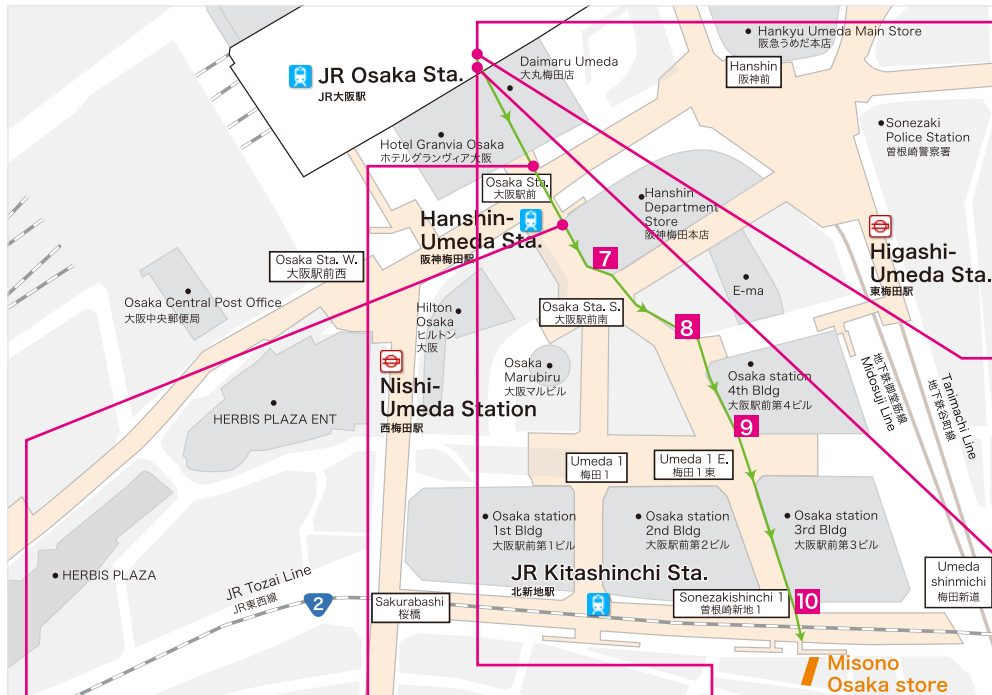 Hankyu Umeda Main Store
阪急うめだ本店
Daimaru Umeda
大丸梅田店
Hanshin
阪神前
JR Osaka Sta.
JR大阪駅
Sonezaki
Police Station
曽根崎警察署
Hotel Granvia Osaka
ホテルグランヴィア大阪
Osaka Sta.
大阪駅前
Hanshin
Department
Store
阪神梅田本店
Hanshin-
Umeda Sta.
阪神梅田駅
Higashi-
Umeda Sta.
東梅田駅
Osaka Sta. W.
大阪駅前西
7
E-ma
Osaka Central Post Office
大阪中央郵便局
Hilton
Osaka
ヒルトン
大阪
Osaka Sta. S.
大阪駅前南
8
Osaka
Marubiru
大阪マルビル
Osaka station
4th Bldg
大阪駅前第4ビル
地下鉄御堂筋線
Midosuji Line
Tanimachi Line
地下鉄谷町線
Nishi-
Umeda Station
西梅田駅
HERBIS PLAZA ENT
9
Umeda 1
梅田1
Umeda 1 E.
梅田1東
Osaka station
1st Bldg
大阪駅前第1ビル
Osaka station
2nd Bldg
大阪駅前第2ビル
Osaka station
3rd Bldg
大阪駅前第3ビル
HERBIS PLAZA
JR Tozai Line
JR東西線
2
JR Kitashinchi Sta.
北新地駅
Umeda
shinmichi
梅田新道
Sakurabashi
桜橋
Sonezakishinchi 1
曽根崎新地1
10
Misono
Osaka store